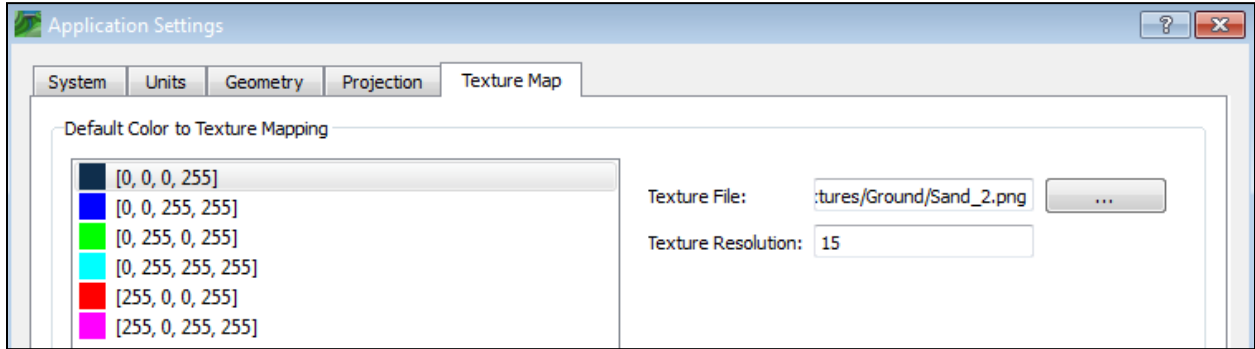 Application Settings
System Units Geometry Projection Texture Map
Default Color to Texture Mapping
[0, 0, 0, 255]
[0, 0, 255, 255]
[0, 255, 0, 255]
[0, 255, 255, 255]
[255, 0, 0, 255]
[255, 0, 255, 255]
Texture File: :tures/Ground/Sand_2.png ...
Texture Resolution: 15